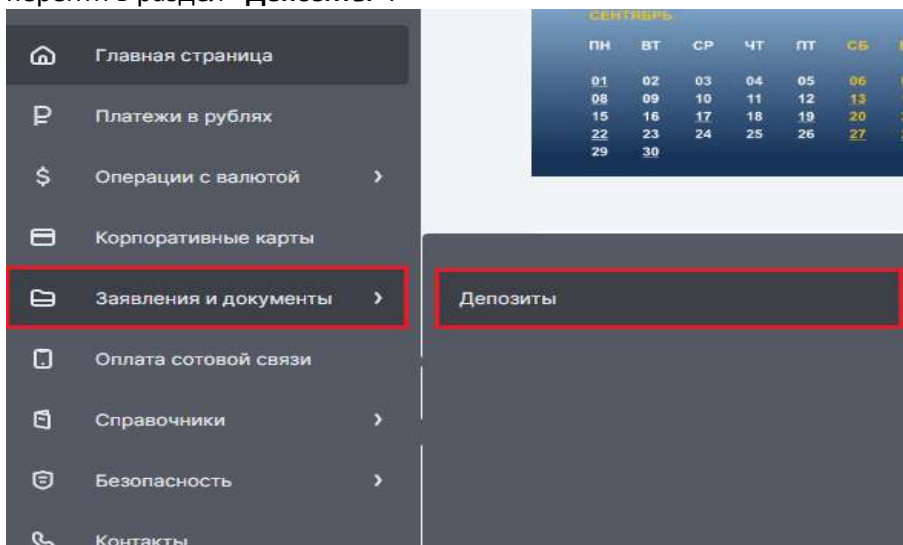 перейти в раздел "Депозиты".
СЕНТЯБРЬ
ПН ВТ СР ЧТ ПТ СБ
01 02 03 04 05 06
08 09 10 11 12 13
15 16 17 18 19 20
22 23 24 25 26 27
29 30
Главная страница
Платежи в рублях
Операции с валютой
Корпоративные карты
Заявления и документы
Депозиты
Оплата сотовой связи
Справочники
Безопасность
Контакты